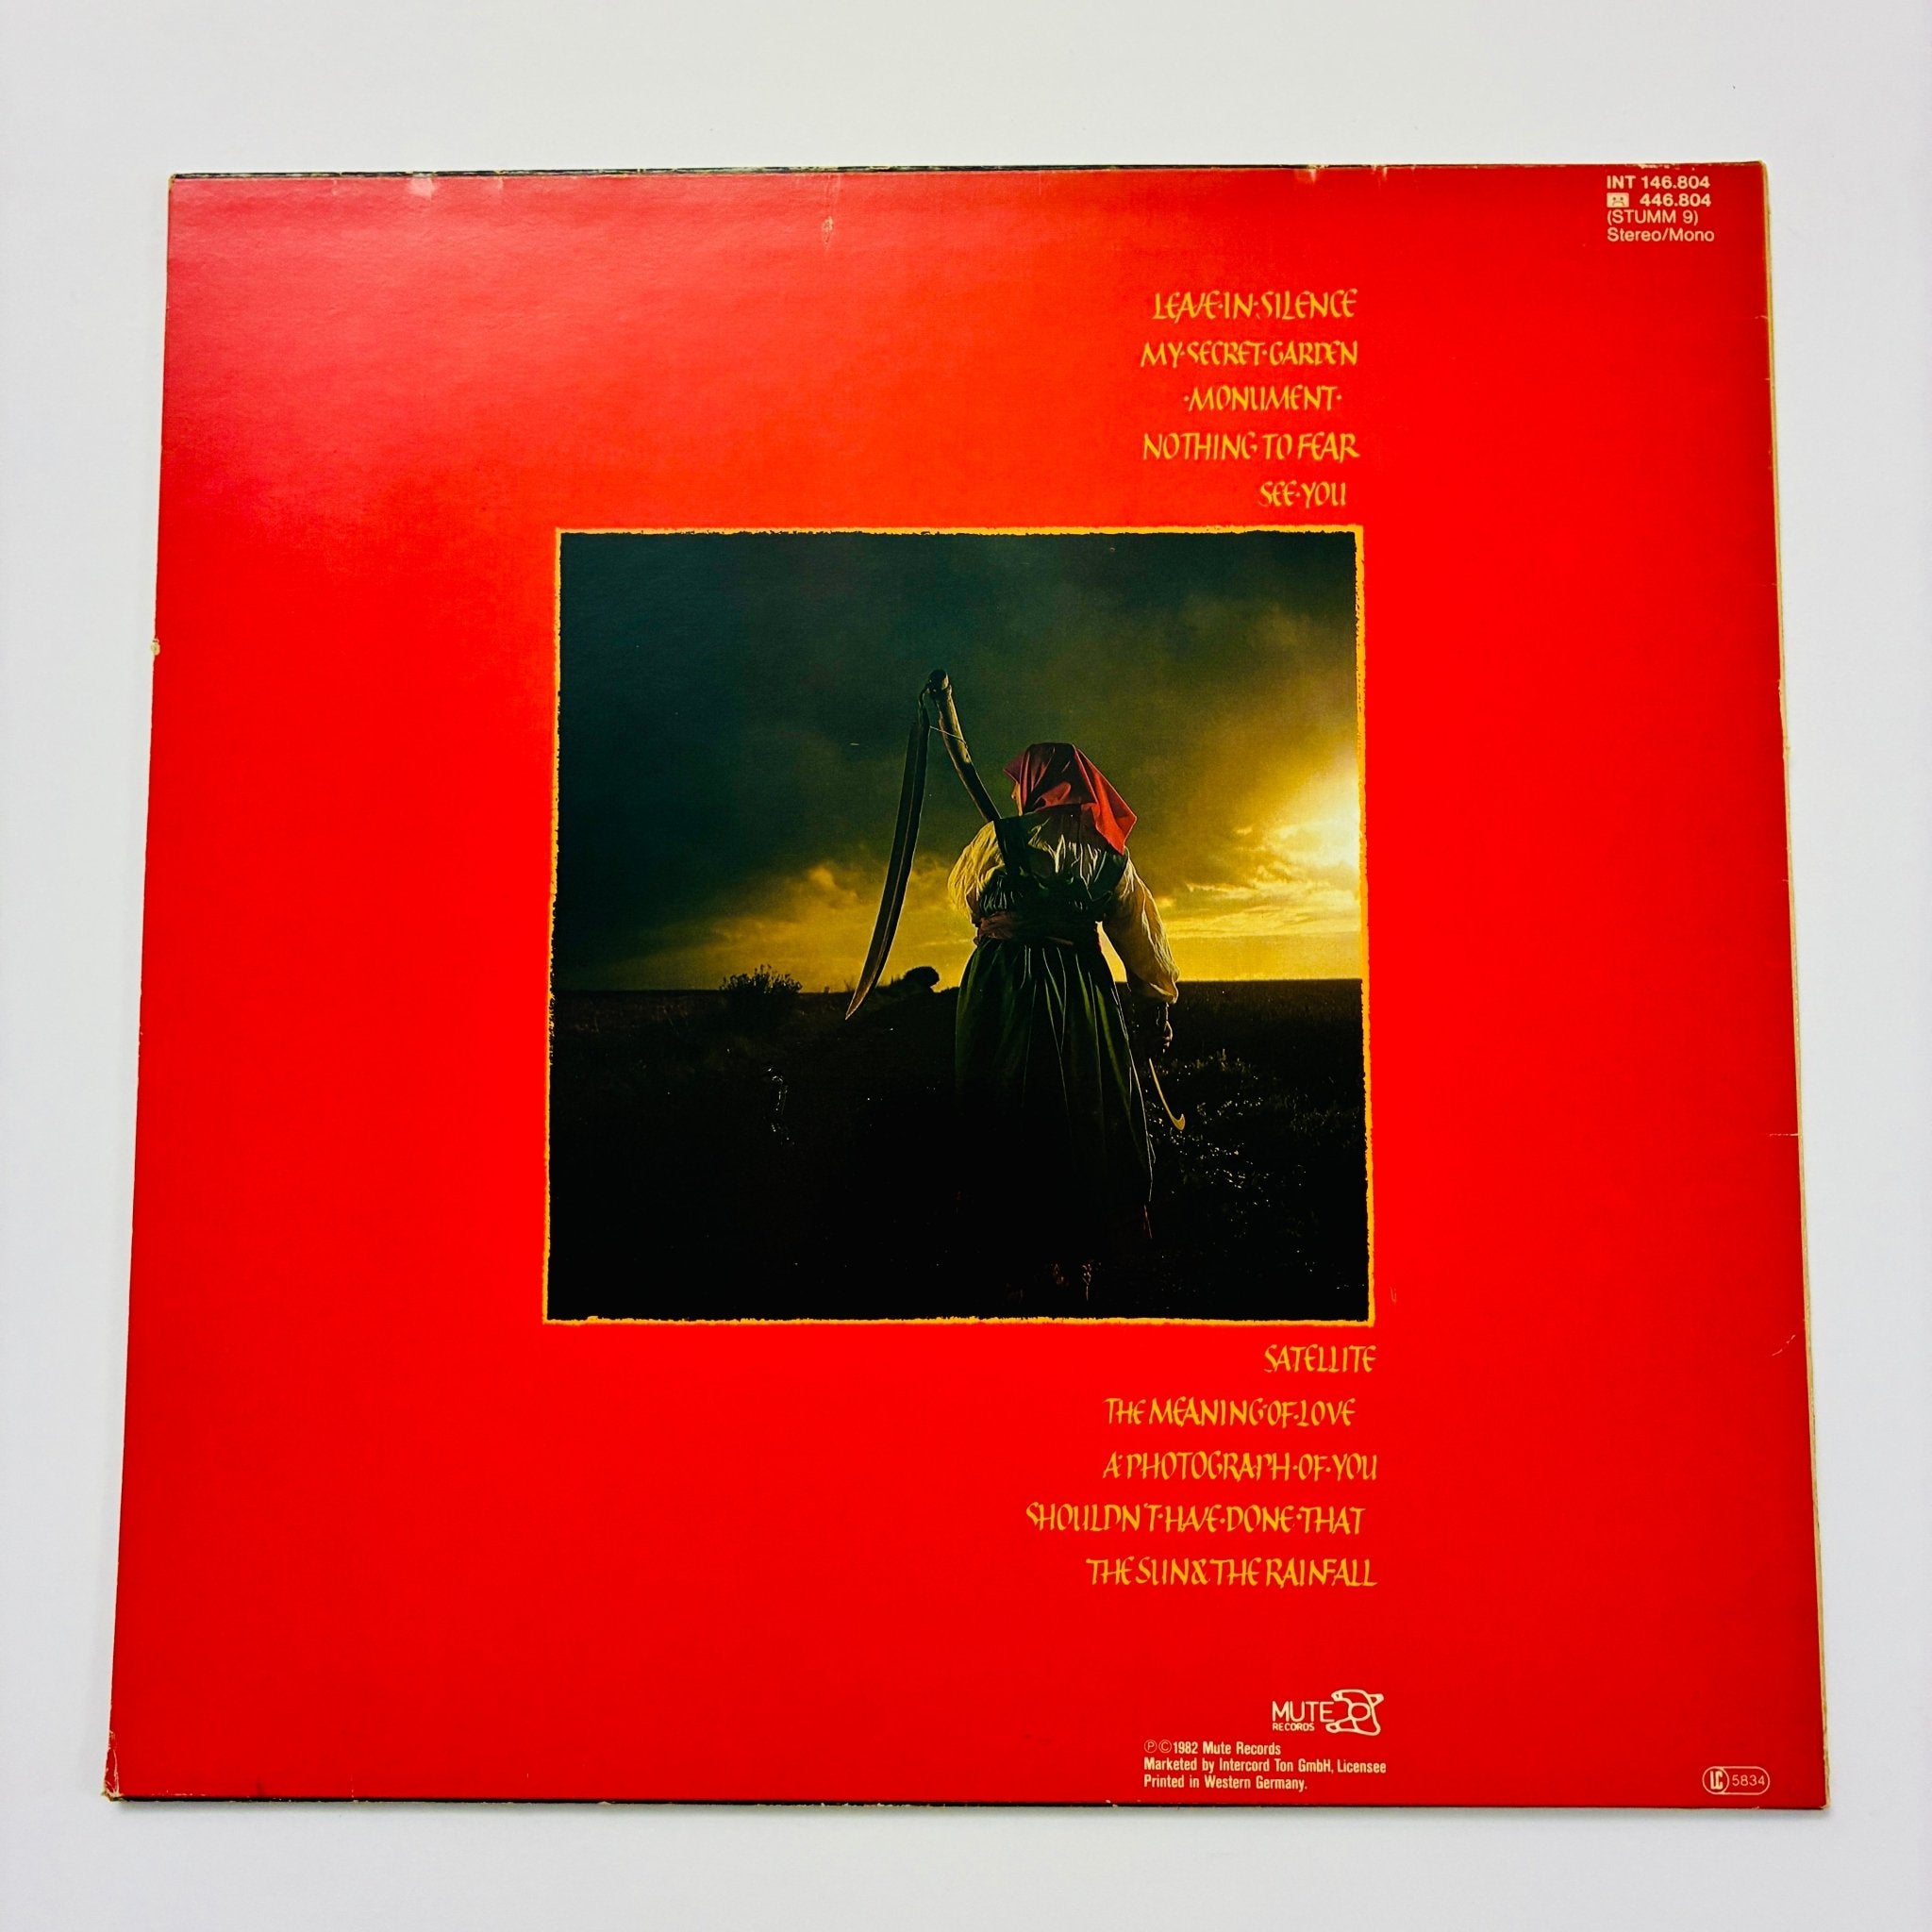 INT 146.804
446.804
(STUMM 9)
Stereo/Mono
LEAVE·IN·SILENCE
MY·SECRET·GARDEN
·MONUMENT·
NOTHING TO FEAR
SEE·YOU
SATELLITE
THE MEANING·OF·LOVE
A·PHOTOGRAPH·OF·YOU
SHOULDN'T·HAVE·DONE·THAT
THE SUN & THE RAINFALL
MUTE
RECORDS
Ⓟ©1982 Mute Records
Marketed by Intercord Ton GmbH, Licensee
Printed in Western Germany.
LC 5834